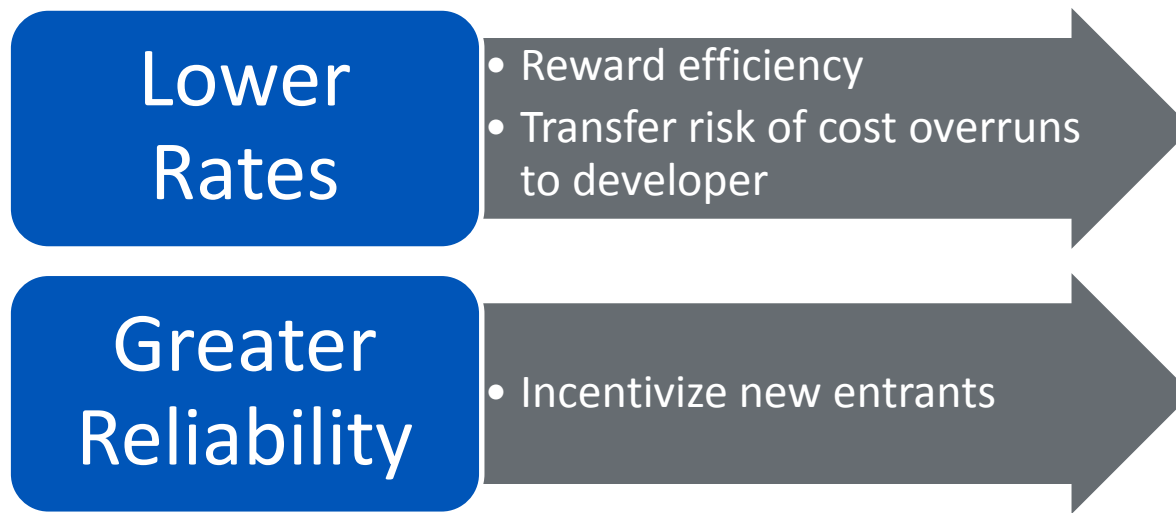 Lower
Rates
• Reward efficiency
• Transfer risk of cost overruns
to developer
Greater
Reliability
• Incentivize new entrants